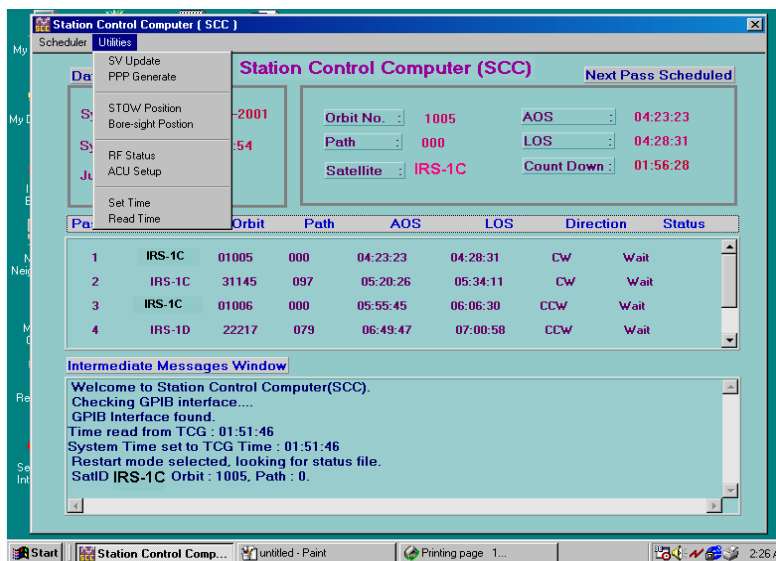 Station Control Computer ( SCC )
Scheduler Utilities
SV Update
PPP Generate
STOW Position
Bore-sight Postion
RF Status
ACU Setup
Set Time
Read Time
Station Control Computer (SCC)
Next Pass Scheduled
-2001
:54
Orbit No. : 1005
Path : 000
Satellite : IRS-1C
AOS : 04:23:23
LOS : 04:28:31
Count Down : 01:56:28
Orbit Path AOS LOS Direction Status
1 IRS-1C 01005 000 04:23:23 04:28:31 CW Wait
2 IRS-1C 31145 097 05:20:26 05:34:11 CW Wait
3 IRS-1C 01006 000 05:55:45 06:06:30 CCW Wait
4 IRS-1D 22217 079 06:49:47 07:00:58 CCW Wait
Intermediate Messages Window
Welcome to Station Control Computer(SCC).
Checking GPIB interface....
GPIB Interface found.
Time read from TCG : 01:51:46
System Time set to TCG Time : 01:51:46
Restart mode selected, looking for status file.
SatID IRS-1C Orbit : 1005, Path : 0.
Start Station Control Comp... untitled - Paint Printing page 1... 2:26